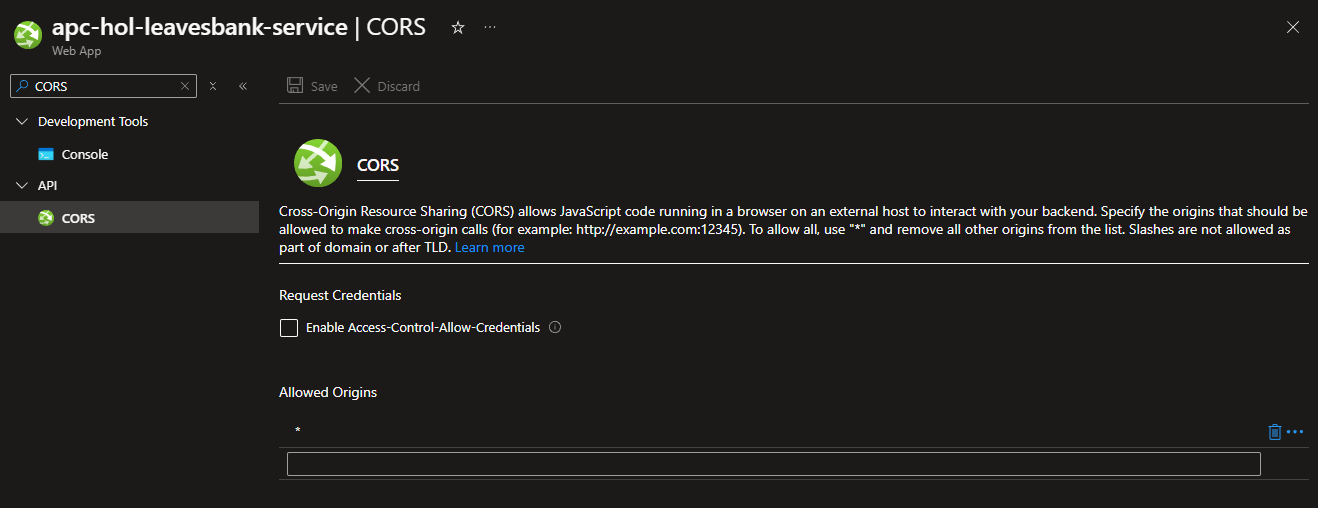 apc-hol-leavesbank-service | CORS
Web App
CORS
Development Tools
Console
API
CORS
Save
Discard
CORS
Cross-Origin Resource Sharing (CORS) allows JavaScript code running in a browser on an external host to interact with your backend. Specify the origins that should be
allowed to make cross-origin calls (for example: http://example.com:12345). To allow all, use "*" and remove all other origins from the list. Slashes are not allowed as
part of domain or after TLD. Learn more
Request Credentials
Enable Access-Control-Allow-Credentials
Allowed Origins
*